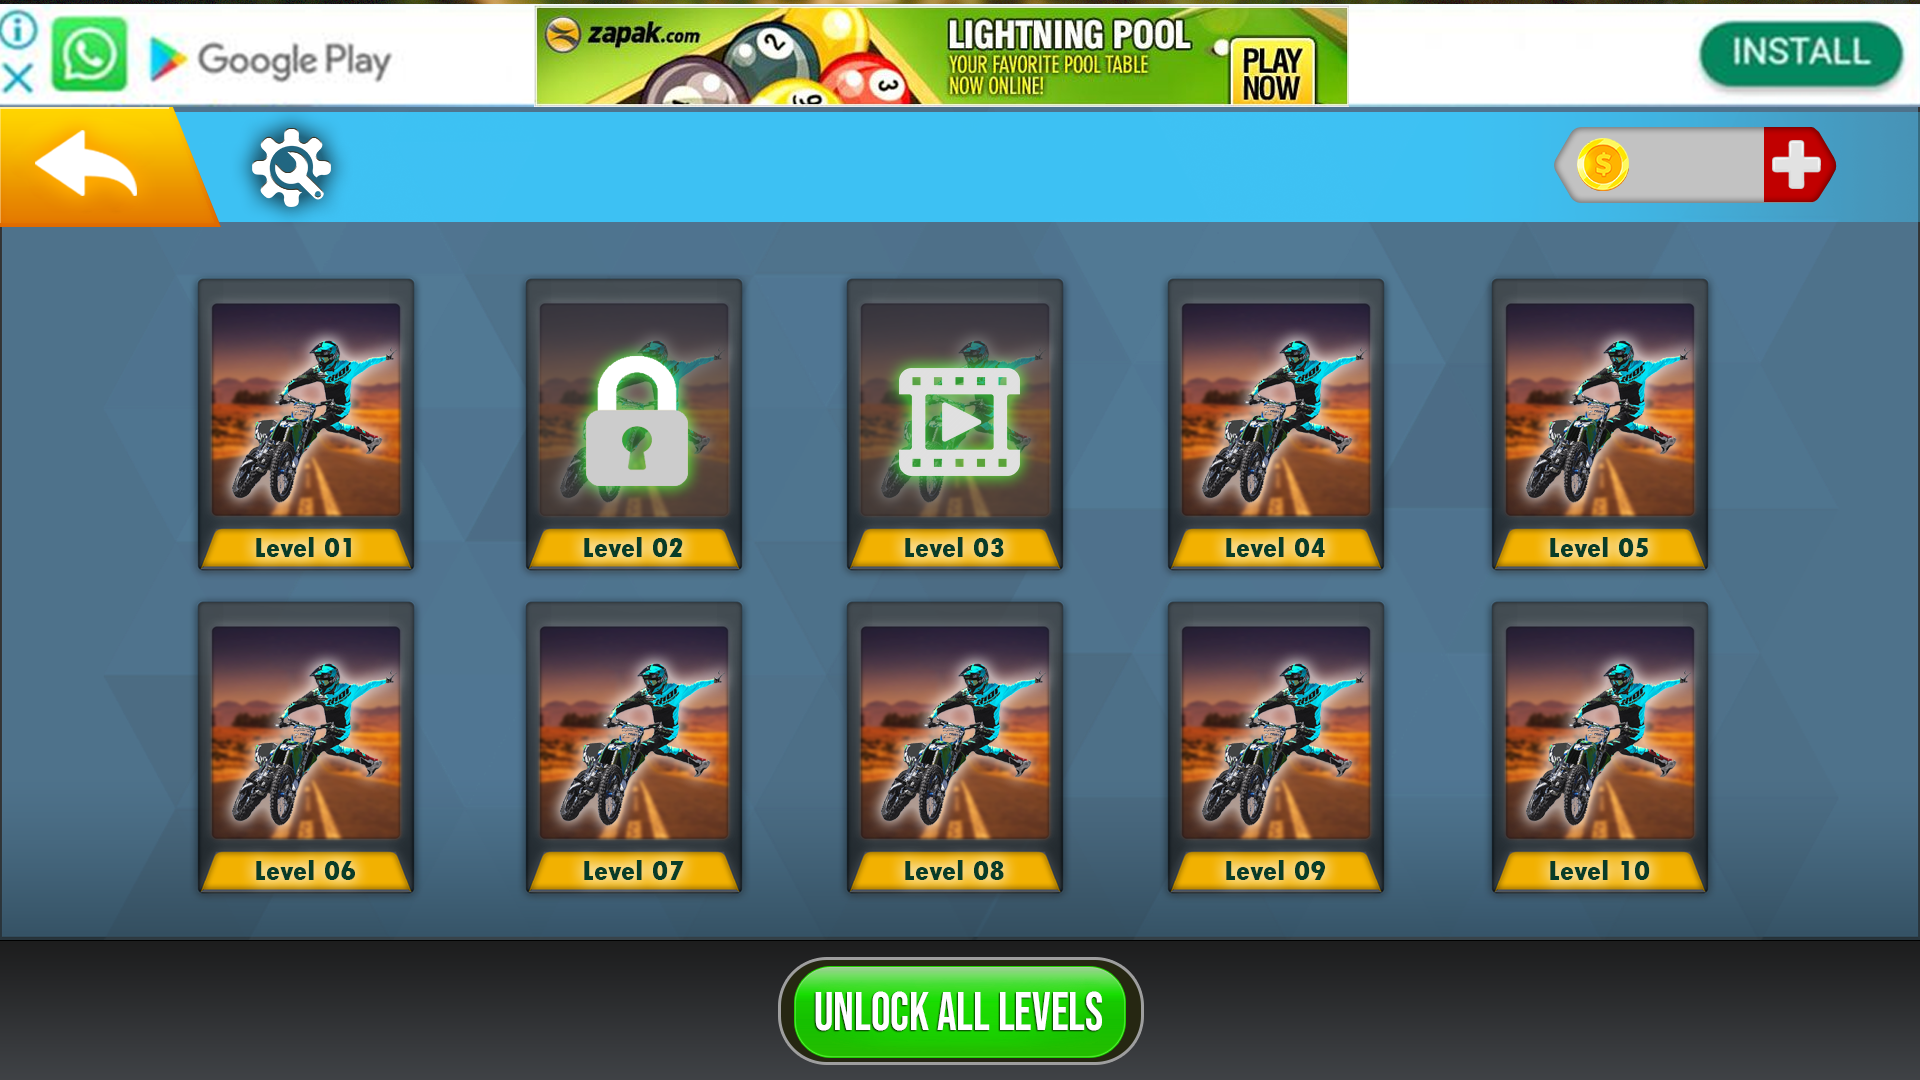 Google Play
zapak.com
LIGHTNING POOL
YOUR FAVORITE POOL TABLE
NOW ONLINE!
PLAY
NOW
2
3
INSTALL
Level 01
Level 02
Level 03
Level 04
Level 05
Level 06
Level 07
Level 08
Level 09
Level 10
UNLOCK ALL LEVELS